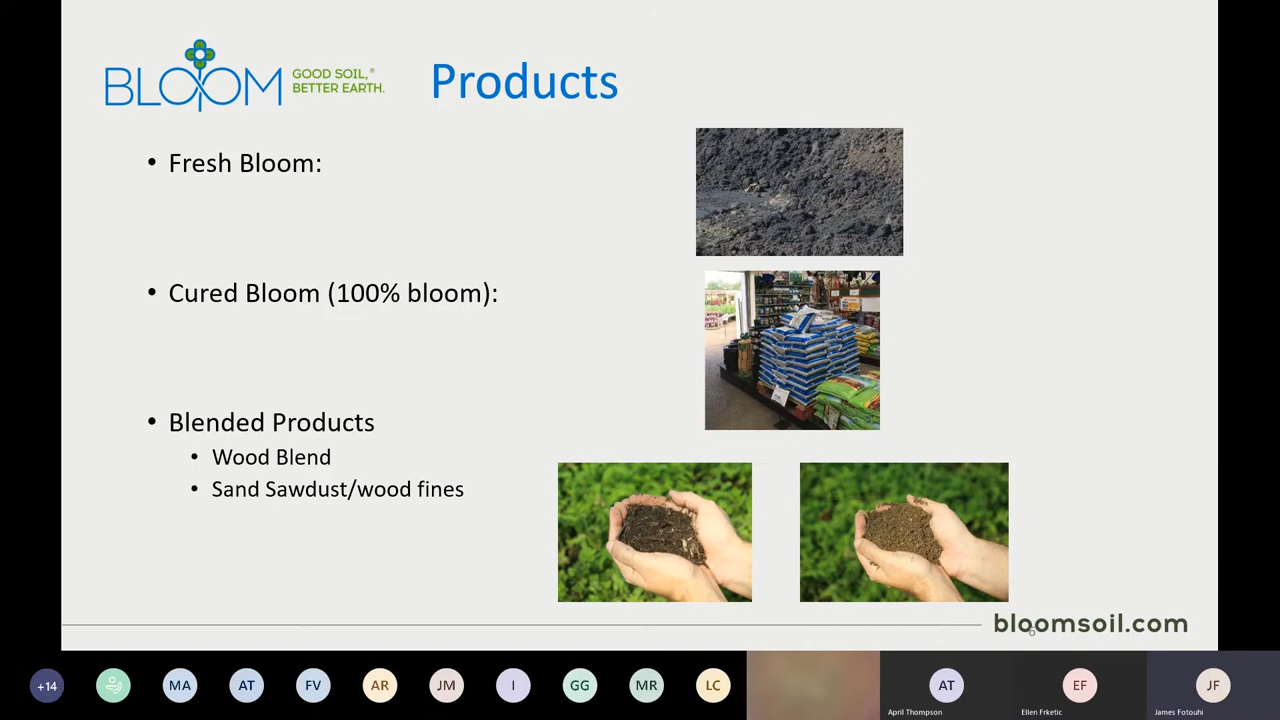 BLOOM
GOOD SOIL,®
BETTER EARTH.
Products
• Fresh Bloom:
• Cured Bloom (100% bloom):
• Blended Products
• Wood Blend
• Sand Sawdust/wood fines
bloomsoil.com
6
+14
MA
AT
FV
AR
JM
I
GG
MR
LC
AT
EF
JF
April Thompson
Ellen Frketic
James Fotouhi